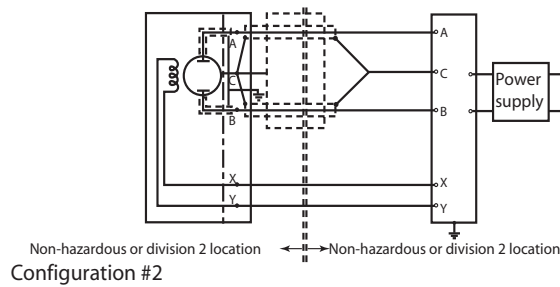 A
A
C
C
Power
supply
B
B
X
X
Y
Y
Non-hazardous or division 2 location
Non-hazardous or division 2 location
Configuration #2